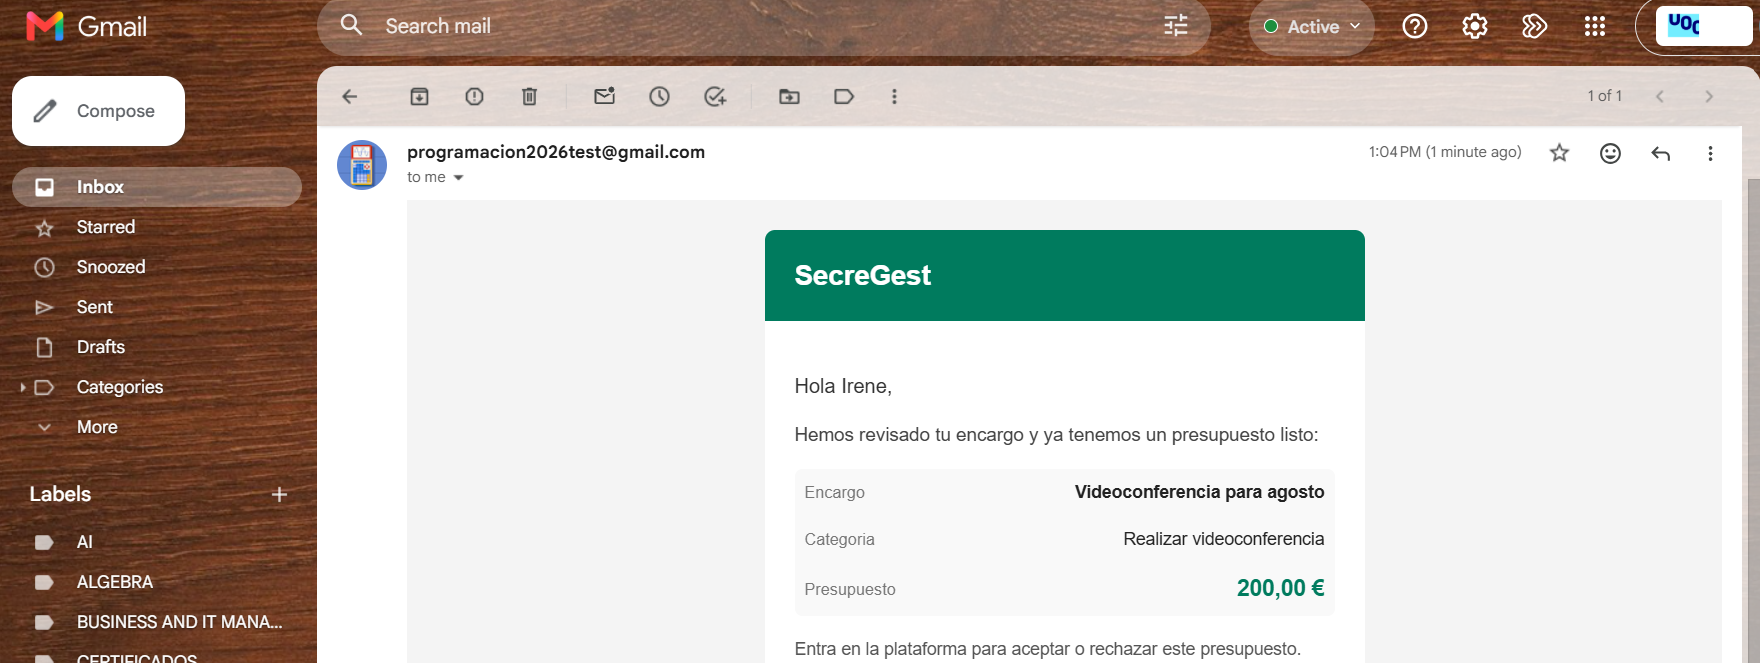 Gmail
Search mail
Active
UOC
Compose
1 of 1
Inbox
Starred
Snoozed
Sent
Drafts
Categories
More
Labels
AI
ALGEBRA
BUSINESS AND IT MANA...
CERTIFICADOS
programacion2026test@gmail.com
1:04 PM (1 minute ago)
to me
SecreGest
Hola Irene,
Hemos revisado tu encargo y ya tenemos un presupuesto listo:
Encargo Videoconferencia para agosto
Categoria Realizar videoconferencia
Presupuesto 200,00 €
Entra en la plataforma para aceptar o rechazar este presupuesto.